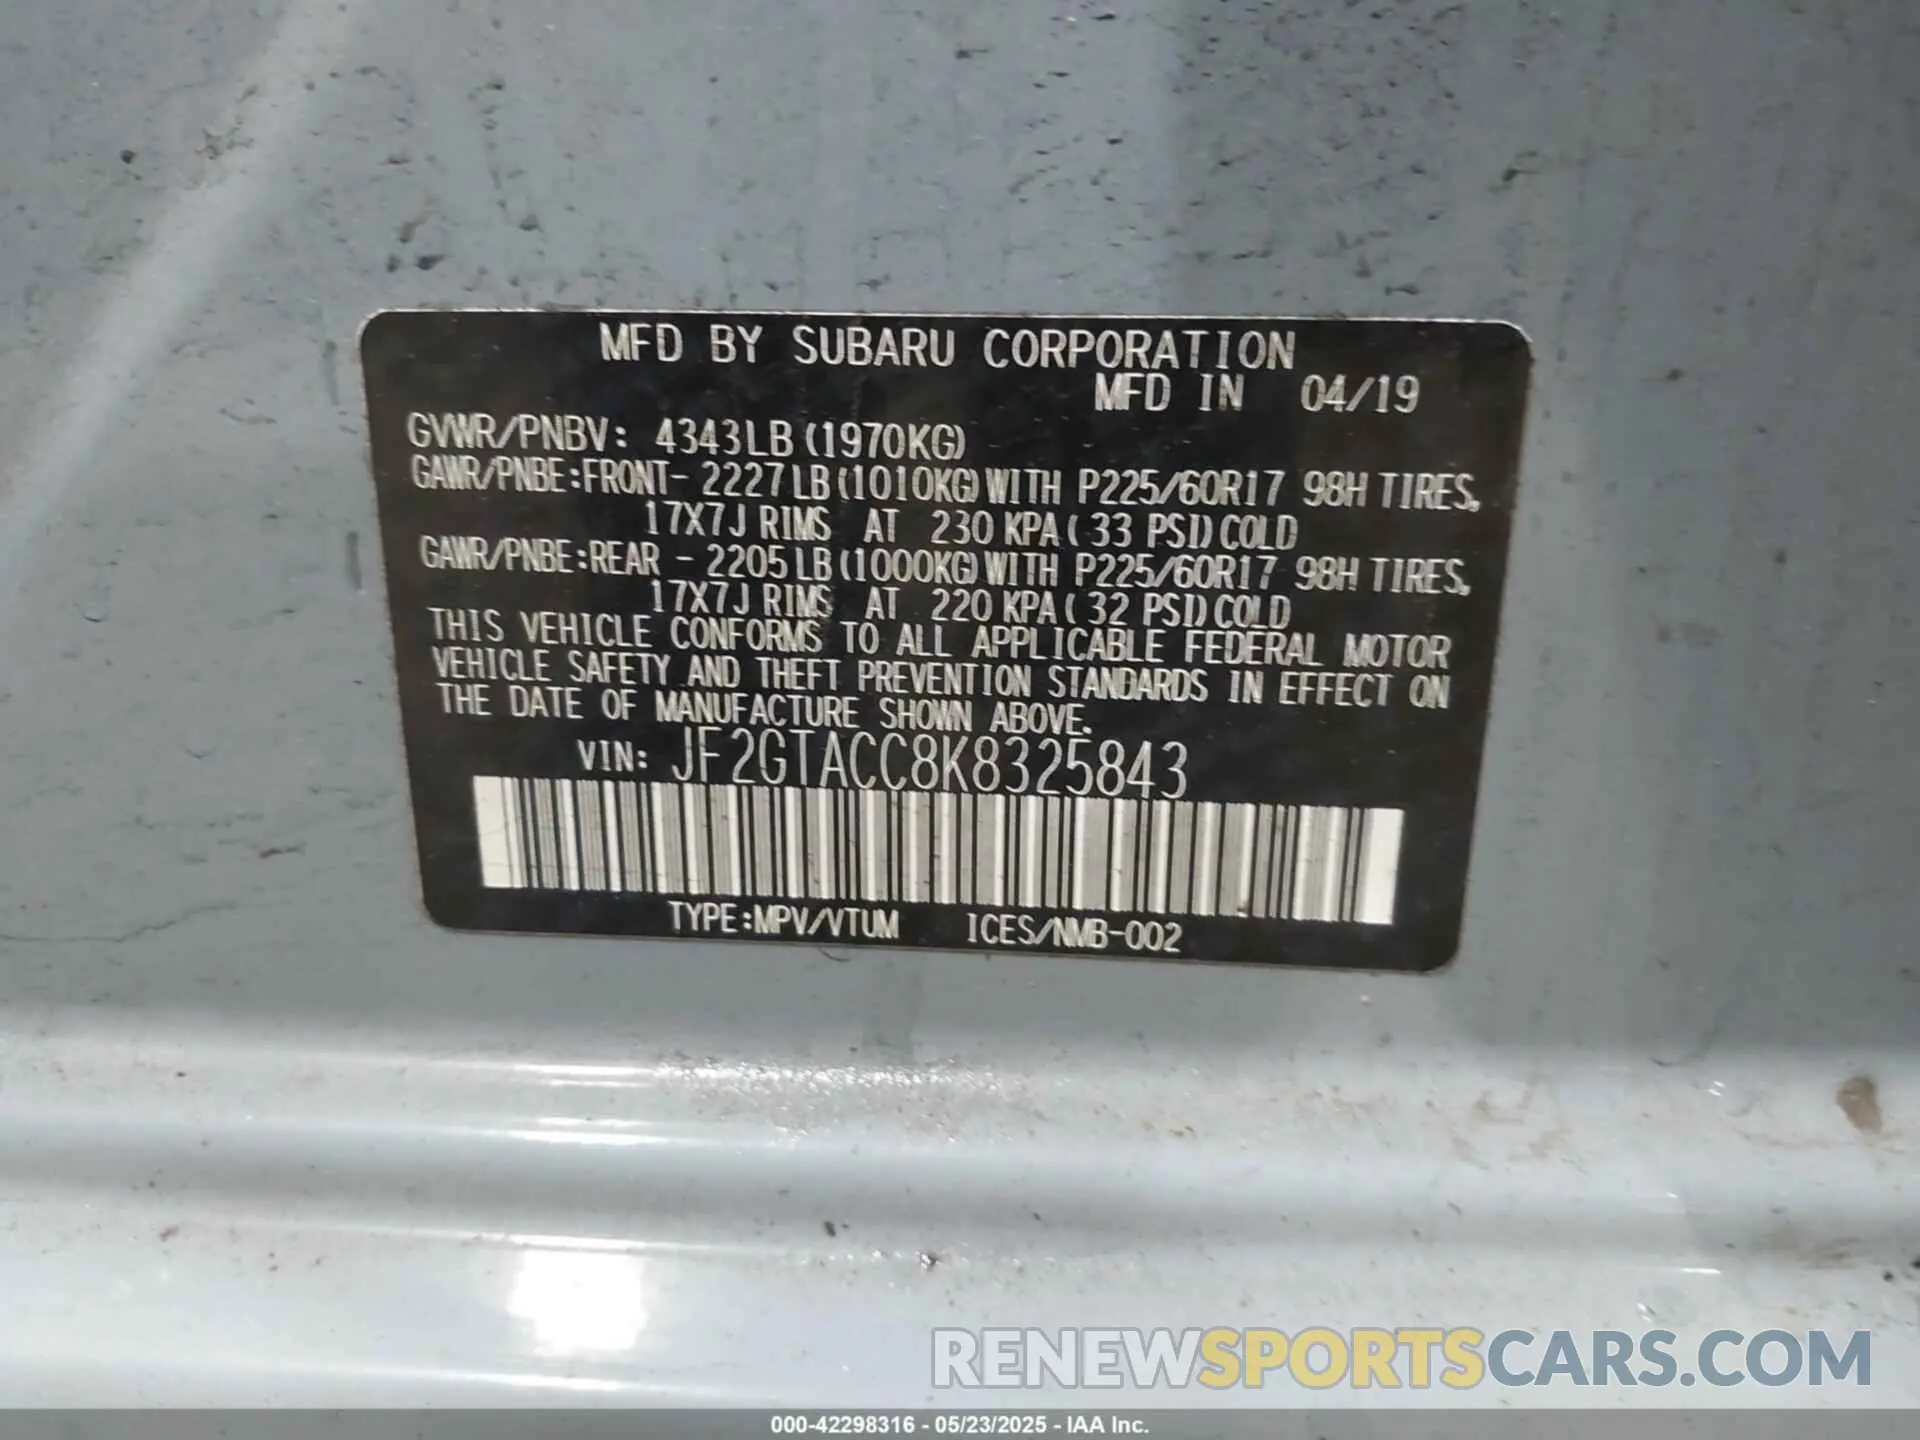 MFD BY SUBARU CORPORATION
MFD IN 04/19
GVWR/PNBV: 4343LB (1970KG)
GAWR/PNBE:FRONT- 2227 LB (1010KG) WITH P225/60R17 98H TIRES,
17X7J RIMS AT 230 KPA ( 33 PSI) COLD
GAWR/PNBE:REAR - 2205 LB (1000KG) WITH P225/60R17 98H TIRES,
17X7J RIMS AT 220 KPA ( 32 PSI) COLD
THIS VEHICLE CONFORMS TO ALL APPLICABLE FEDERAL MOTOR
VEHICLE SAFETY AND THEFT PREVENTION STANDARDS IN EFFECT ON
THE DATE OF MANUFACTURE SHOWN ABOVE.
VIN: JF2GTACC8K8325843
TYPE:MPV/VTUM ICES/NMB-002
RENEWSPORTSCARS.COM
000-42298316 - 05/23/2025 - IAA Inc.